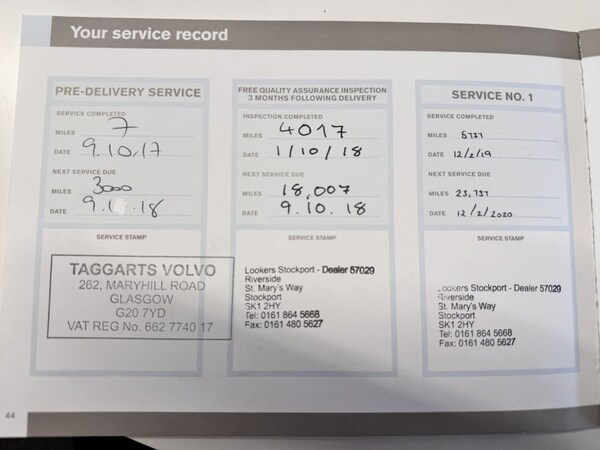 Your service record
PRE-DELIVERY SERVICE
SERVICE COMPLETED
MILES 7
DATE 9.10.17
NEXT SERVICE DUE
MILES 3000
DATE 9.1 .18
SERVICE STAMP
TAGGARTS VOLVO
262, MARYHILL ROAD
GLASGOW
G20 7YD
VAT REG No. 662 7740 17
FREE QUALITY ASSURANCE INSPECTION
3 MONTHS FOLLOWING DELIVERY
INSPECTION COMPLETED
MILES 4017
DATE 1/10/18
NEXT SERVICE DUE
MILES 18,007
DATE 9.10.18
SERVICE STAMP
Lookers Stockport - Dealer 57029
Riverside
St. Mary's Way
Stockport
SK1 2HY
Tel: 0161 864 5668
Fax: 0161 480 5627
SERVICE NO. 1
SERVICE COMPLETED
MILES
DATE 12/2/19
NEXT SERVICE DUE
MILES 23,737
DATE 12/2/2020
SERVICE STAMP
Lookers Stockport - Dealer 57029
Riverside
St. Mary's Way
Stockport
SK1 2HY
Tel: 0161 864 5668
Fax: 0161 480 5627
44